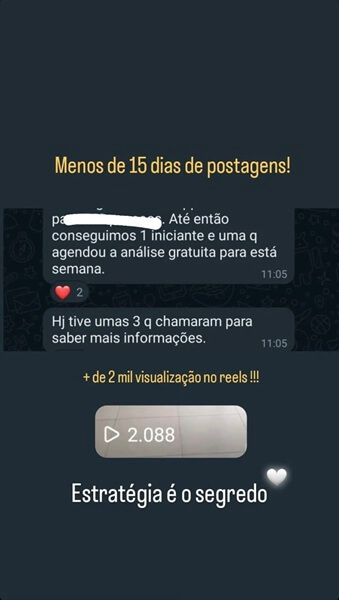 Menos de 15 dias de postagens!
Até então
conseguimos 1 iniciante e uma q
agendou a análise gratuita para está
semana.
11:05
❤️ 2
Hj tive umas 3 q chamaram para
saber mais informações.
11:05
+ de 2 mil visualização no reels !!!
2.088
Estratégia é o segredo🤍